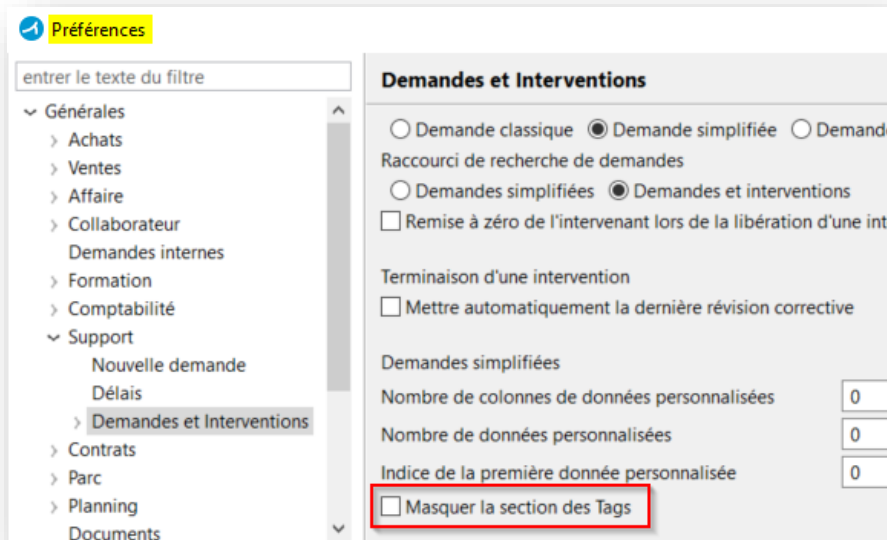 Préférences
entrer le texte du filtre
Générales
Achats
Ventes
Affaire
Collaborateur
Demandes internes
Formation
Comptabilité
Support
Nouvelle demande
Délais
Demandes et Interventions
Contrats
Parc
Planning
Documents
Demandes et Interventions
Demande classique Demande simplifiée
Raccourci de recherche de demandes
Demandes simplifiées Demandes et interventions
Remise à zéro de l'intervenant lors de la libération d'une
Terminaison d'une intervention
Mettre automatiquement la dernière révision corrective
Demandes simplifiées
Nombre de colonnes de données personnalisées 0
Nombre de données personnalisées 0
Indice de la première donnée personnalisée 0
Masquer la section des Tags